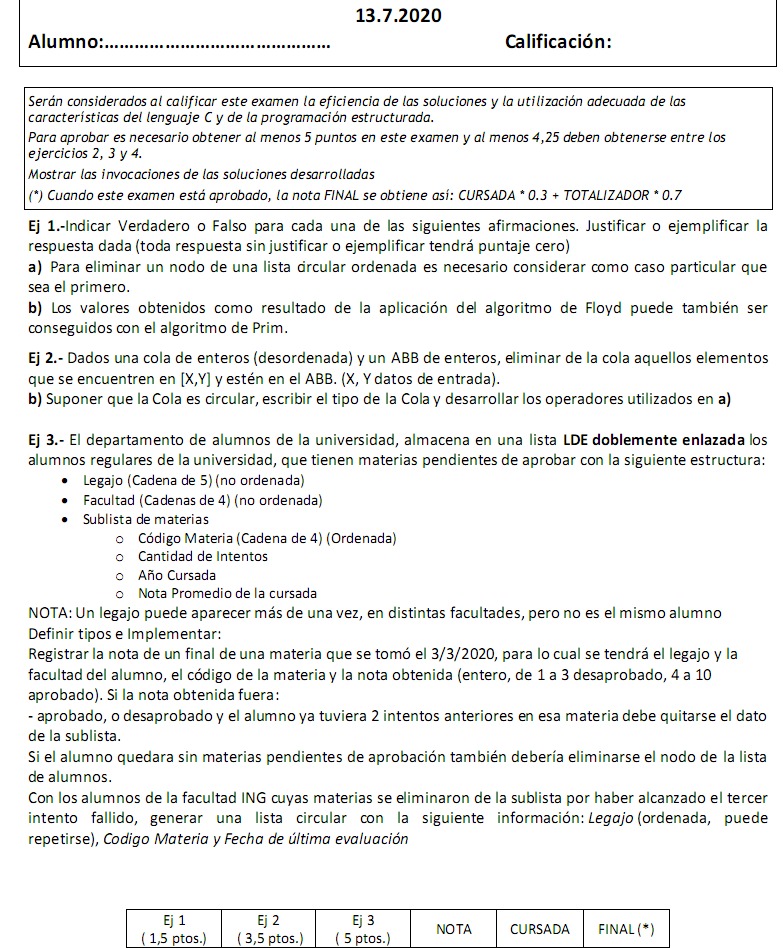 13.7.2020
Alumno:.............................................
Calificación:
Serán considerados al calificar este examen la eficiencia de las soluciones y la utilización adecuada de las
características del lenguaje C y de la programación estructurada.
Para aprobar es necesario obtener al menos 5 puntos en este examen y al menos 4,25 deben obtenerse entre los
ejercicios 2, 3 y 4.
Mostrar las invocaciones de las soluciones desarrolladas
(*) Cuando este examen está aprobado, la nota FINAL se obtiene así: CURSADA * 0.3 + TOTALIZADOR * 0.7
Ej 1.-Indicar Verdadero o Falso para cada una de las siguientes afirmaciones. Justificar o ejemplificar la
respuesta dada (toda respuesta sin justificar o ejemplificar tendrá puntaje cero)
a) Para eliminar un nodo de una lista circular ordenada es necesario considerar como caso particular que
sea el primero.
b) Los valores obtenidos como resultado de la aplicación del algoritmo de Floyd puede también ser
conseguidos con el algoritmo de Prim.
Ej 2.- Dados una cola de enteros (desordenada) y un ABB de enteros, eliminar de la cola aquellos elementos
que se encuentren en [X,Y] y estén en el ABB. (X, Y datos de entrada).
b) Suponer que la Cola es circular, escribir el tipo de la Cola y desarrollar los operadores utilizados en a)
Ej 3.- El departamento de alumnos de la universidad, almacena en una lista LDE doblemente enlazada los
alumnos regulares de la universidad, que tienen materias pendientes de aprobar con la siguiente estructura:
• Legajo (Cadena de 5) (no ordenada)
• Facultad (Cadenas de 4) (no ordenada)
• Sublista de materias
o Código Materia (Cadena de 4) (Ordenada)
o Cantidad de Intentos
o Año Cursada
o Nota Promedio de la cursada
NOTA: Un legajo puede aparecer más de una vez, en distintas facultades, pero no es el mismo alumno
Definir tipos e Implementar:
Registrar la nota de un final de una materia que se tomó el 3/3/2020, para lo cual se tendrá el legajo y la
facultad del alumno, el código de la materia y la nota obtenida (entero, de 1 a 3 desaprobado, 4 a 10
aprobado). Si la nota obtenida fuera:
- aprobado, o desaprobado y el alumno ya tuviera 2 intentos anteriores en esa materia debe quitarse el dato
de la sublista.
Si el alumno quedara sin materias pendientes de aprobación también debería eliminarse el nodo de la lista
de alumnos.
Con los alumnos de la facultad ING cuyas materias se eliminaron de la sublista por haber alcanzado el tercer
intento fallido, generar una lista circular con la siguiente información: Legajo (ordenada, puede
repetirse), Codigo Materia y Fecha de última evaluación
Ej 1 Ej 2 Ej 3 NOTA CURSADA FINAL (*)
( 1,5 ptos.) ( 3,5 ptos.) ( 5 ptos.)